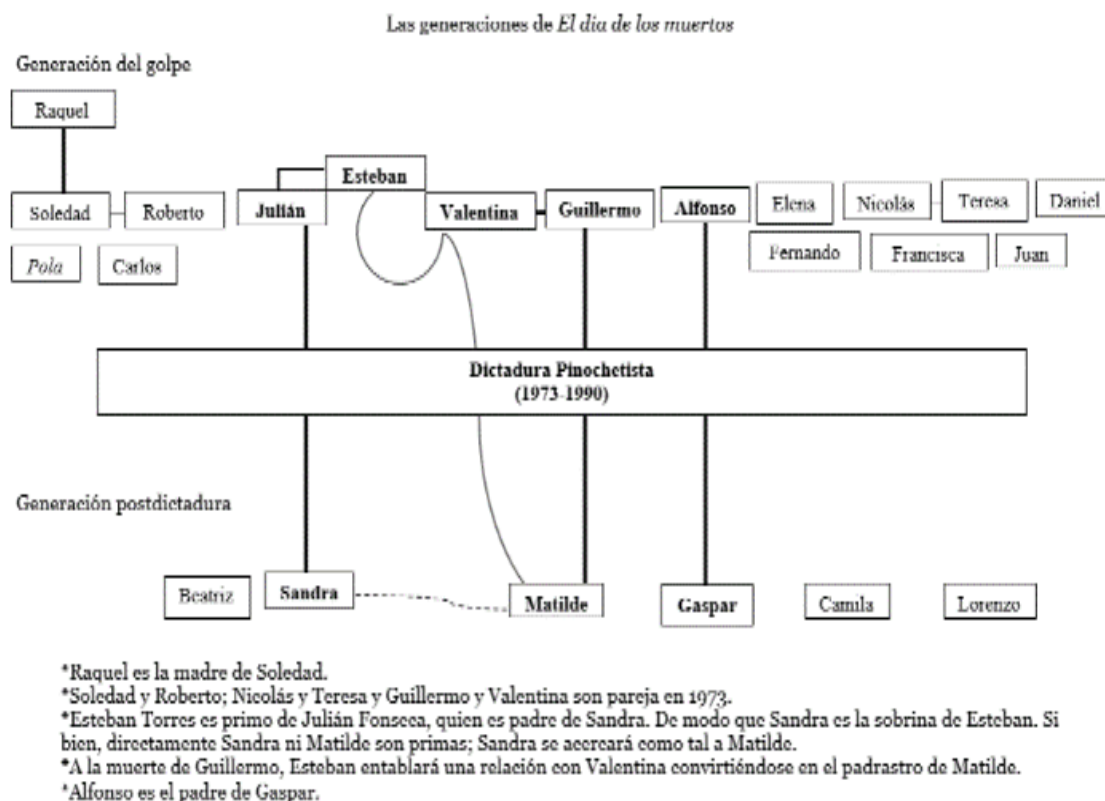 Las generaciones de El dia de los muertos
Generación del golpe
Raquel
Esteban
Soledad
Roberto
Julián
Valentina
Guillermo
Alfonso
Elena
Nicolás
Teresa
Daniel
Pola
Carlos
Fernando
Francisca
Juan
Dictadura Pinochetista
(1973-1990)
Generación postdictadura
Beatriz
Sandra
Matilde
Gaspar
Camila
Lorenzo
*Raquel es la madre de Soledad.
*Soledad y Roberto; Nicolás y Teresa y Guillermo y Valentina son pareja en 1973.
*Esteban Torres es primo de Julián Fonseca, quien es padre de Sandra. De modo que Sandra es la sobrina de Esteban. Si
bien, directamente Sandra ni Matilde son primas; Sandra se acercará como tal a Matilde.
*A la muerte de Guillermo, Esteban entablará una relación con Valentina convirtiéndose en el padrastro de Matilde.
*Alfonso es el padre de Gaspar.